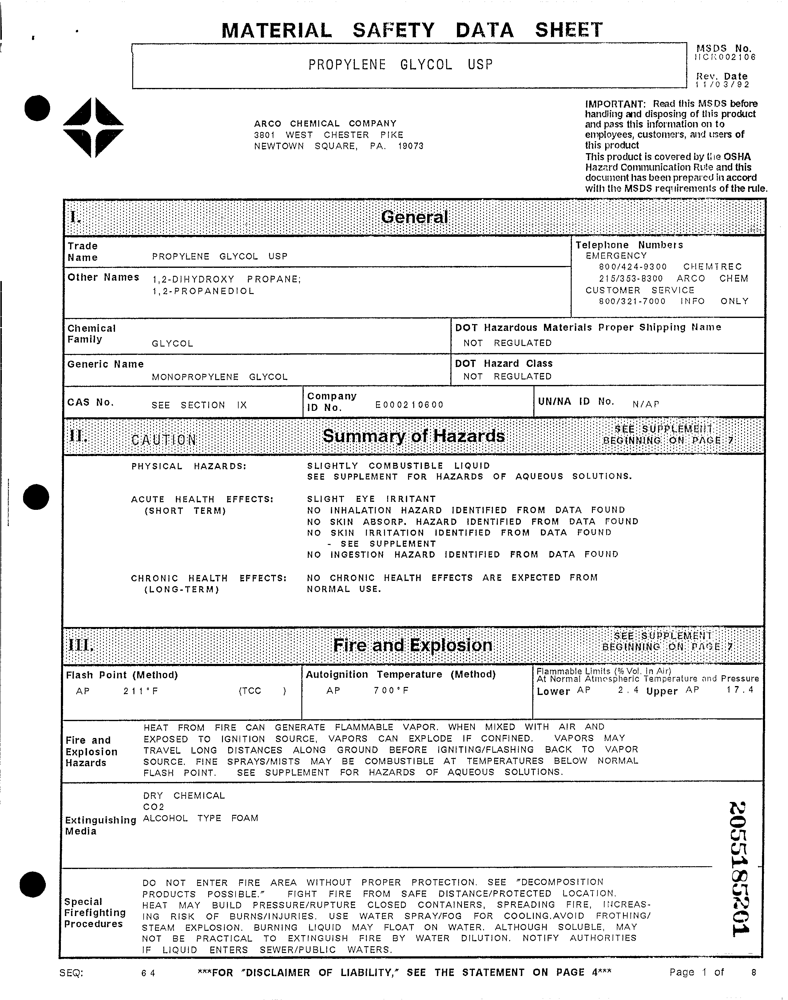 MATERIAL SAFETY DATA SHEET
PROPYLENE GLYCOL USP
MSDS No.
HCR002106
Rev. Date
11/03/92
ARCO CHEMICAL COMPANY
3801 WEST CHESTER PIKE
NEWTOWN SQUARE, PA. 19073
IMPORTANT: Read this MSDS before
handling and disposing of this product
and pass this information on to
employees, customers, and users of
this product
This product is covered by the OSHA
Hazard Communication Rule and this
document has been prepared in accord
with the MSDS requirements of the rule.
I. General
Trade
Name PROPYLENE GLYCOL USP
Telephone Numbers
EMERGENCY
800/424-9300 CHEMTREC
215/353-8300 ARCO CHEM
CUSTOMER SERVICE
800/321-7000 INFO ONLY
Other Names 1,2-DIHYDROXY PROPANE;
1,2-PROPANEDIOL
Chemical
Family GLYCOL
DOT Hazardous Materials Proper Shipping Name
NOT REGULATED
Generic Name
MONOPROPYLENE GLYCOL
DOT Hazard Class
NOT REGULATED
CAS No. SEE SECTION IX
Company
ID No. E000210600
UN/NA ID No. N/AP
II. CAUTION Summary of Hazards
SEE SUPPLEMENT
BEGINNING ON PAGE 7
PHYSICAL HAZARDS: SLIGHTLY COMBUSTIBLE LIQUID
SEE SUPPLEMENT FOR HAZARDS OF AQUEOUS SOLUTIONS.
ACUTE HEALTH EFFECTS: SLIGHT EYE IRRITANT
(SHORT TERM) NO INHALATION HAZARD IDENTIFIED FROM DATA FOUND
NO SKIN ABSORP. HAZARD IDENTIFIED FROM DATA FOUND
NO SKIN IRRITATION IDENTIFIED FROM DATA FOUND
- SEE SUPPLEMENT
NO INGESTION HAZARD IDENTIFIED FROM DATA FOUND
CHRONIC HEALTH EFFECTS: NO CHRONIC HEALTH EFFECTS ARE EXPECTED FROM
(LONG-TERM) NORMAL USE.
III. Fire and Explosion
SEE SUPPLEMENT
BEGINNING ON PAGE 7
Flash Point (Method)
AP 211°F (TCC )
Autoignition Temperature (Method)
AP 700°F
Flammable Limits (% Vol. In Air)
At Normal Atmospheric Temperature and Pressure
Lower AP 2.4 Upper AP 17.4
Fire and
Explosion
Hazards
HEAT FROM FIRE CAN GENERATE FLAMMABLE VAPOR. WHEN MIXED WITH AIR AND
EXPOSED TO IGNITION SOURCE, VAPORS CAN EXPLODE IF CONFINED. VAPORS MAY
TRAVEL LONG DISTANCES ALONG GROUND BEFORE IGNITING/FLASHING BACK TO VAPOR
SOURCE. FINE SPRAYS/MISTS MAY BE COMBUSTIBLE AT TEMPERATURES BELOW NORMAL
FLASH POINT. SEE SUPPLEMENT FOR HAZARDS OF AQUEOUS SOLUTIONS.
Extinguishing
Media
DRY CHEMICAL
CO2
ALCOHOL TYPE FOAM
Special
Firefighting
Procedures
DO NOT ENTER FIRE AREA WITHOUT PROPER PROTECTION. SEE "DECOMPOSITION
PRODUCTS POSSIBLE." FIGHT FIRE FROM SAFE DISTANCE/PROTECTED LOCATION.
HEAT MAY BUILD PRESSURE/RUPTURE CLOSED CONTAINERS, SPREADING FIRE, INCREAS-
ING RISK OF BURNS/INJURIES. USE WATER SPRAY/FOG FOR COOLING.AVOID FROTHING/
STEAM EXPLOSION. BURNING LIQUID MAY FLOAT ON WATER. ALTHOUGH SOLUBLE, MAY
NOT BE PRACTICAL TO EXTINGUISH FIRE BY WATER DILUTION. NOTIFY AUTHORITIES
IF LIQUID ENTERS SEWER/PUBLIC WATERS.
2055185201
SEQ: 64 ***FOR "DISCLAIMER OF LIABILITY," SEE THE STATEMENT ON PAGE 4*** Page 1 of 8